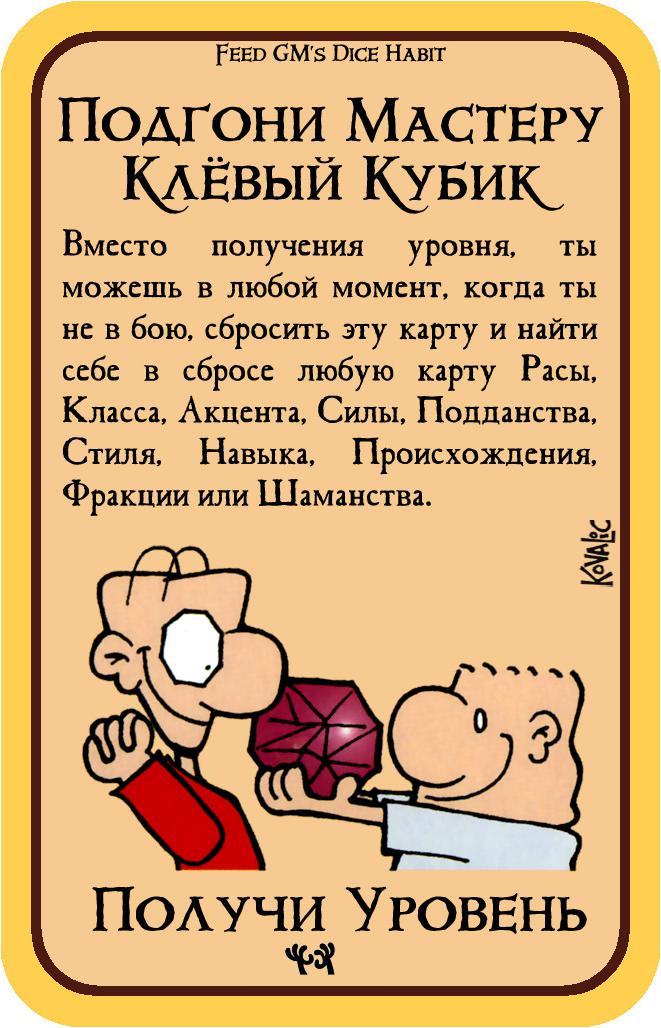 Feed GM's Dice Habit
Подгони Мастеру
Клёвый Кубик
Вместо получения уровня, ты
можешь в любой момент, когда ты
не в бою, сбросить эту карту и найти
себе в сбросе любую карту Расы,
Класса, Акцента, Силы, Подданства,
Стиля, Навыка, Происхождения,
Фракции или Шаманства.
Kovalic
Получи Уровень